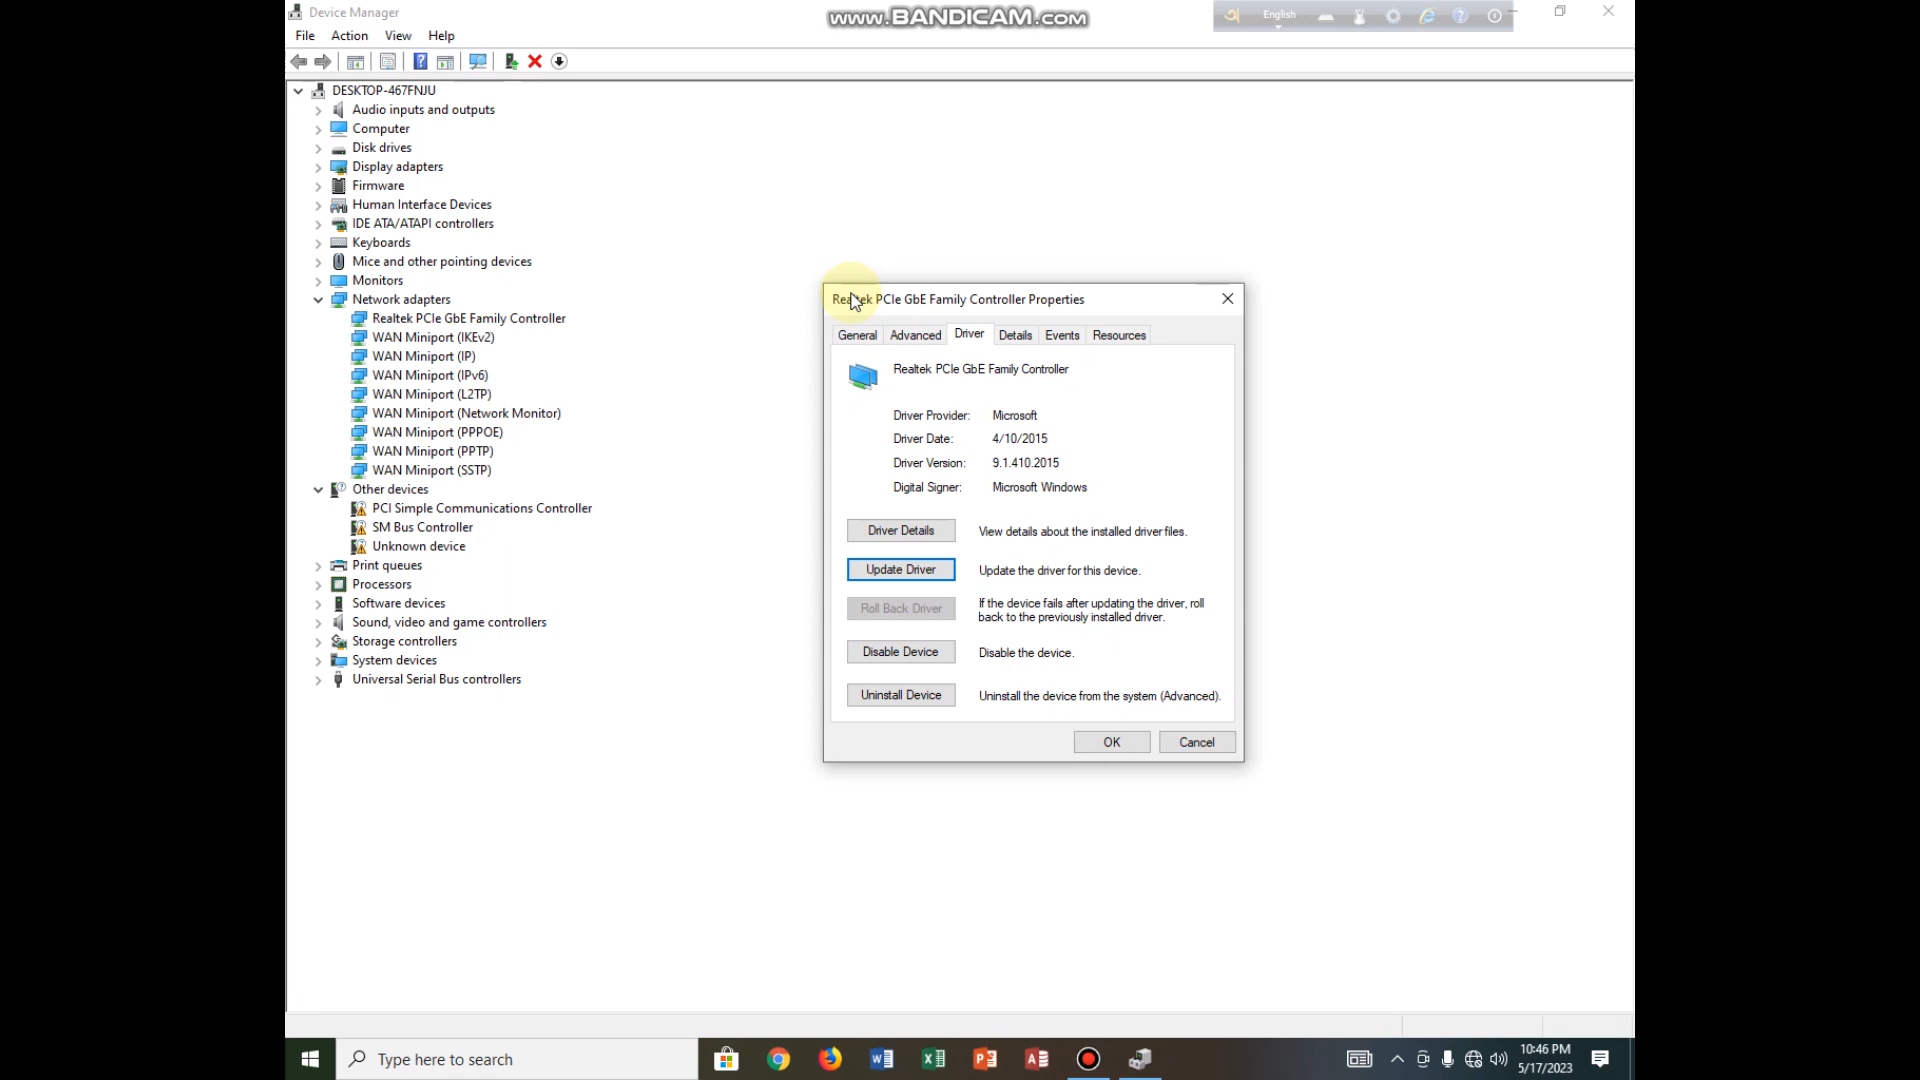 Device Manager
www.BANDICAM.com
English
File Action View Help
DESKTOP-467FNJU
Audio inputs and outputs
Computer
Disk drives
Display adapters
Firmware
Human Interface Devices
IDE ATA/ATAPI controllers
Keyboards
Mice and other pointing devices
Monitors
Network adapters
Realtek PCIe GbE Family Controller
WAN Miniport (IKEv2)
WAN Miniport (IP)
WAN Miniport (IPv6)
WAN Miniport (L2TP)
WAN Miniport (Network Monitor)
WAN Miniport (PPPOE)
WAN Miniport (PPTP)
WAN Miniport (SSTP)
Other devices
PCI Simple Communications Controller
SM Bus Controller
Unknown device
Print queues
Processors
Software devices
Sound, video and game controllers
Storage controllers
System devices
Universal Serial Bus controllers
Realtek PCIe GbE Family Controller Properties
General Advanced Driver Details Events Resources
Realtek PCIe GbE Family Controller
Driver Provider: Microsoft
Driver Date: 4/10/2015
Driver Version: 9.1.410.2015
Digital Signer: Microsoft Windows
Driver Details View details about the installed driver files.
Update Driver Update the driver for this device.
Roll Back Driver If the device fails after updating the driver, roll
back to the previously installed driver.
Disable Device Disable the device.
Uninstall Device Uninstall the device from the system (Advanced).
OK Cancel
Type here to search
10:46 PM
5/17/2023